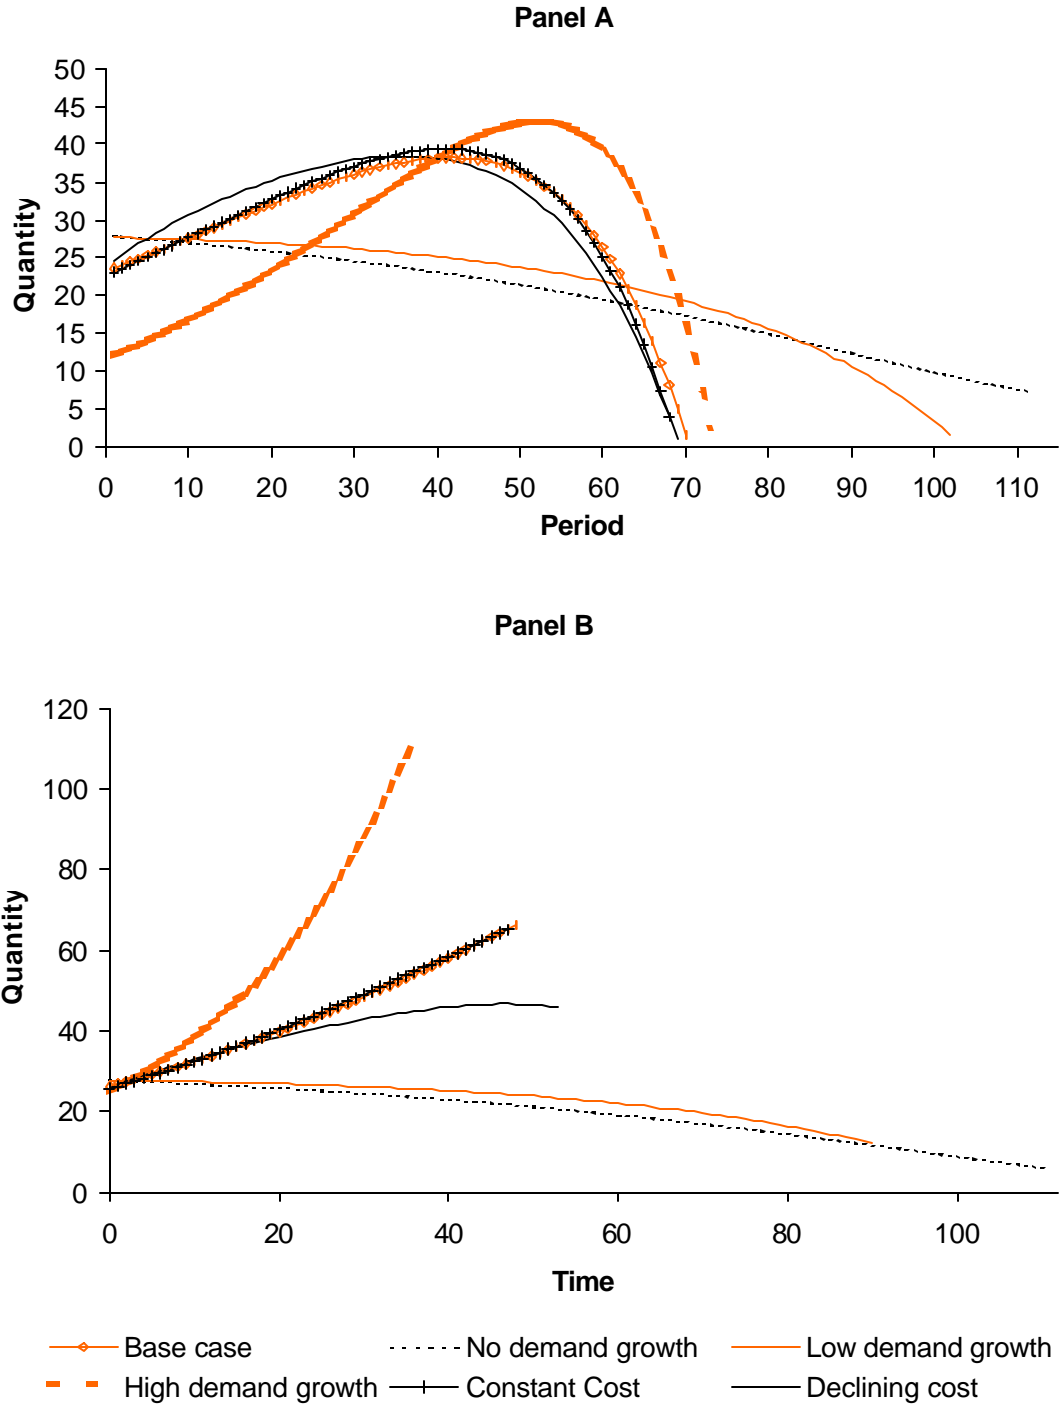 Panel A
50
45
40
35
30
25
20
15
10
5
0
Quantity
0 10 20 30 40 50 60 70 80 90 100 110
Period
Panel B
120
100
80
60
40
20
0
Quantity
0 20 40 60 80 100
Time
Base case No demand growth Low demand growth
High demand growth Constant Cost Declining cost